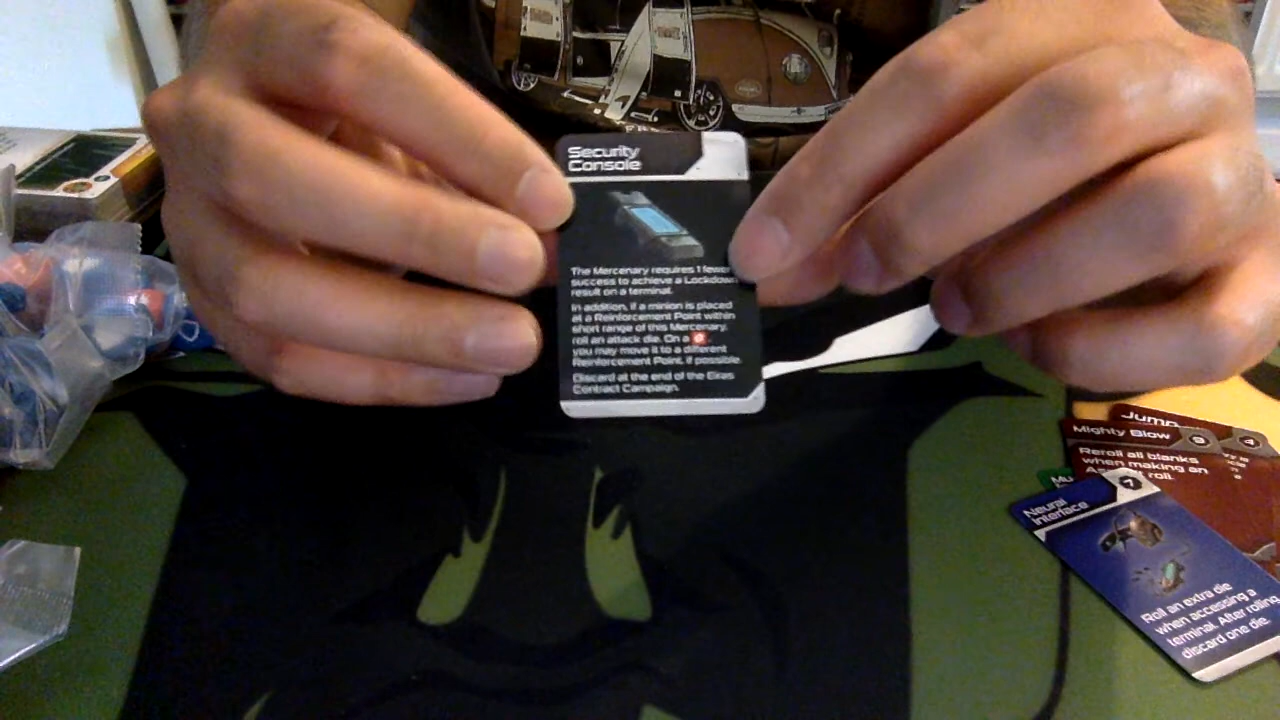 Security
Console
The Mercenary requires 1 fewer
success to achieve a Lockdown
result on a terminal.
In addition, if a minion is placed
at a Reinforcement Point within
short range of this Mercenary,
roll an attack die. On a
you may move it to a different
Reinforcement Point, if possible.
Discard at the end of the Eiras
Contract Campaign.
Jump
Mighty Blow
Reroll all blanks
when making an
roll.
Mu
Neural
Interface
Roll an extra die
when accessing a
terminal. After rolling,
discard one die.